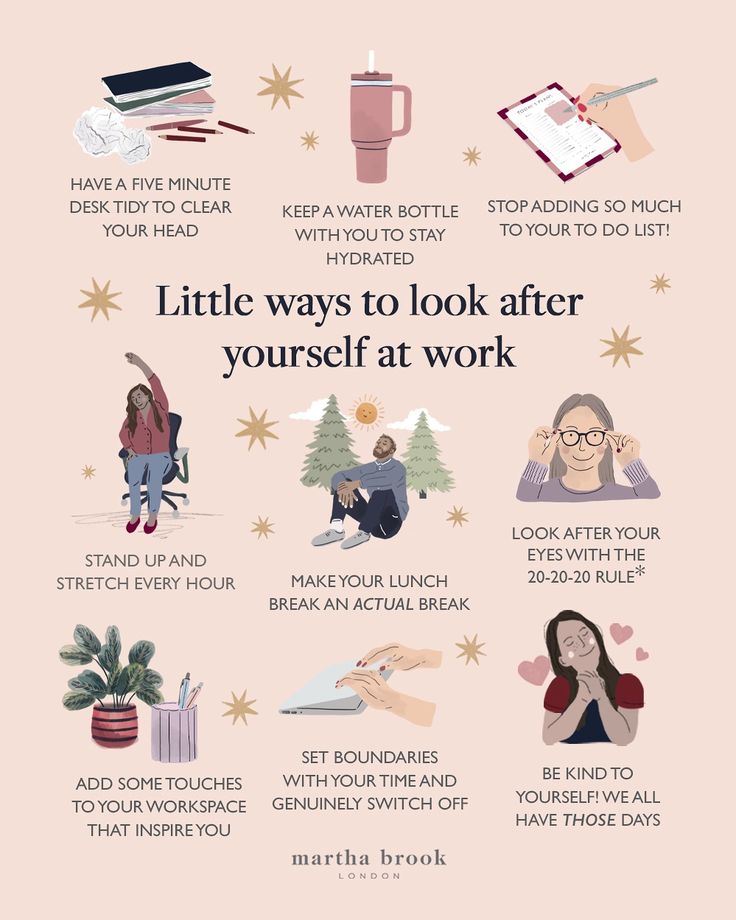 HAVE A FIVE MINUTE
DESK TIDY TO CLEAR
YOUR HEAD
KEEP A WATER BOTTLE
WITH YOU TO STAY
HYDRATED
STOP ADDING SO MUCH
TO YOUR TO DO LIST!
Little ways to look after
yourself at work
STAND UP AND
STRETCH EVERY HOUR
MAKE YOUR LUNCH
BREAK AN ACTUAL BREAK
LOOK AFTER YOUR
EYES WITH THE
20-20-20 RULE*
ADD SOME TOUCHES
TO YOUR WORKSPACE
THAT INSPIRE YOU
SET BOUNDARIES
WITH YOUR TIME AND
GENUINELY SWITCH OFF
BE KIND TO
YOURSELF! WE ALL
HAVE THOSE DAYS
martha brook
LONDON